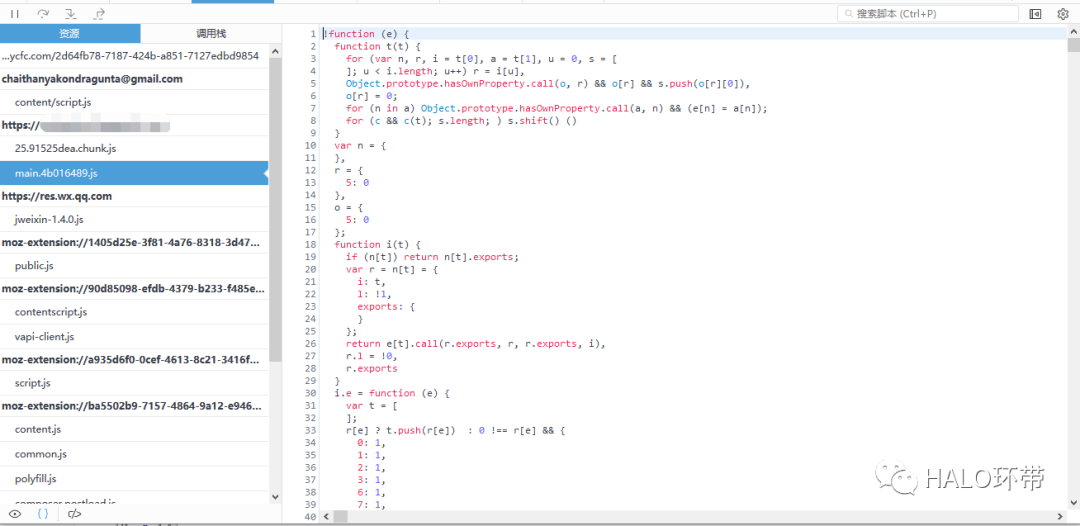 搜索脚本 (Ctrl+P)
资源
调用栈
...ycfc.com/2d64fb78-7187-424b-a851-7127edbd9854
chaithanyakondragunta@gmail.com
content/script.js
https://
25.91525dea.chunk.js
main.4b016489.js
https://res.wx.qq.com
jweixin-1.4.0.js
moz-extension://1405d25e-3f81-4a76-8318-3d47...
public.js
moz-extension://90d85098-efdb-4379-b233-f485e...
contentscript.js
vapi-client.js
moz-extension://a935d6f0-0cef-4613-8c21-3416f...
script.js
moz-extension://ba5502b9-7157-4864-9a12-e946...
content.js
common.js
polyfill.js
composer.postload.js
1 !function (e) {
2 function t(t) {
3 for (var n, r, i = t[0], a = t[1], u = 0, s = [
4 ]; u < i.length; u++) r = i[u],
5 Object.prototype.hasOwnProperty.call(o, r) && o[r] && s.push(o[r][0]),
6 o[r] = 0;
7 for (n in a) Object.prototype.hasOwnProperty.call(a, n) && (e[n] = a[n]);
8 for (c && c(t); s.length; ) s.shift() ()
9 }
10 var n = {
11 },
12 r = {
13 5: 0
14 },
15 o = {
16 5: 0
17 };
18 function i(t) {
19 if (n[t]) return n[t].exports;
20 var r = n[t] = {
21 i: t,
22 l: !1,
23 exports: {
24 }
25 };
26 return e[t].call(r.exports, r, r.exports, i),
27 r.l = !0,
28 r.exports
29 }
30 i.e = function (e) {
31 var t = [
32 ];
33 r[e] ? t.push(r[e]) : 0 !== r[e] && {
34 0: 1,
35 1: 1,
36 2: 1,
37 3: 1,
38 6: 1,
39 7: 1,
40
HALO环带